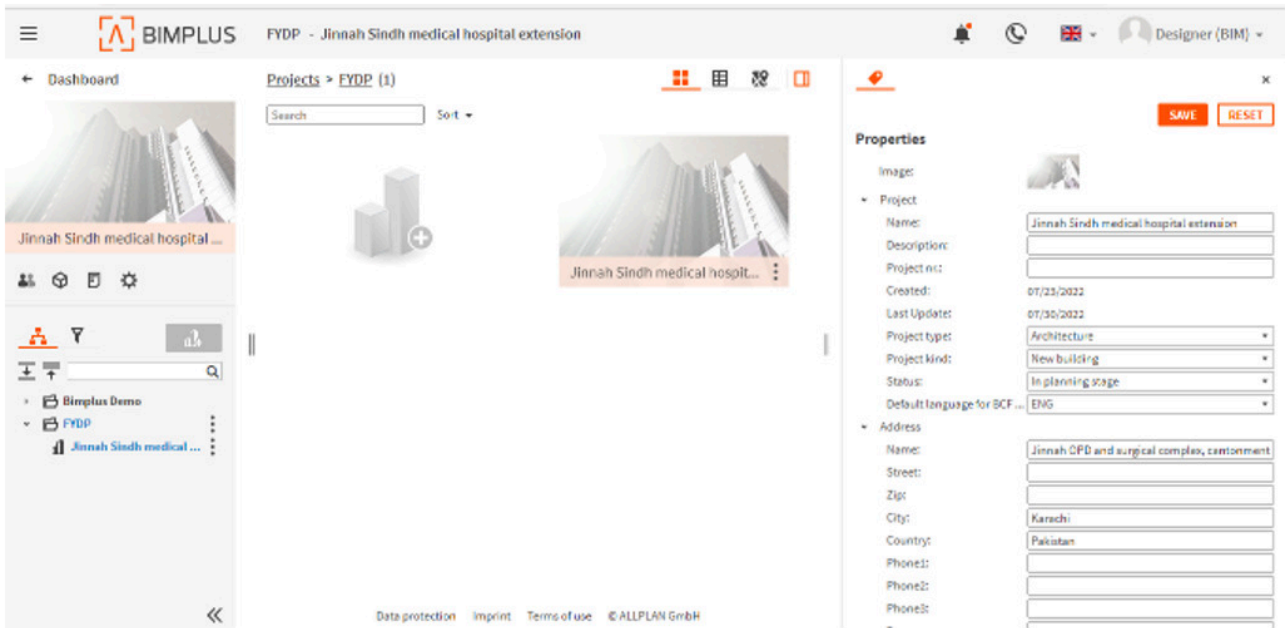 BIMPLUS
FYDP - Jinnah Sindh medical hospital extension
Designer (BIM)
Dashboard
Jinnah Sindh medical hospital ...
Bimplus Demo
FYDP
Jinnah Sindh medical ...
Projects > FYDP (1)
Search
Sort
Jinnah Sindh medical hospit...
Data protection Imprint Terms of use © ALLPLAN GmbH
SAVE RESET
Properties
Image:
Project
Name: Jinnah Sindh medical hospital extension
Description:
Project nr.:
Created: 07/23/2022
Last Update: 07/30/2022
Project type: Architecture
Project kind: New building
Status: In planning stage
Default language for BCF ... ENG
Address
Name: Jinnah OPD and surgical complex, cantonment
Street:
Zip:
City: Karachi
Country: Pakistan
Phone1:
Phone2:
Phone3: